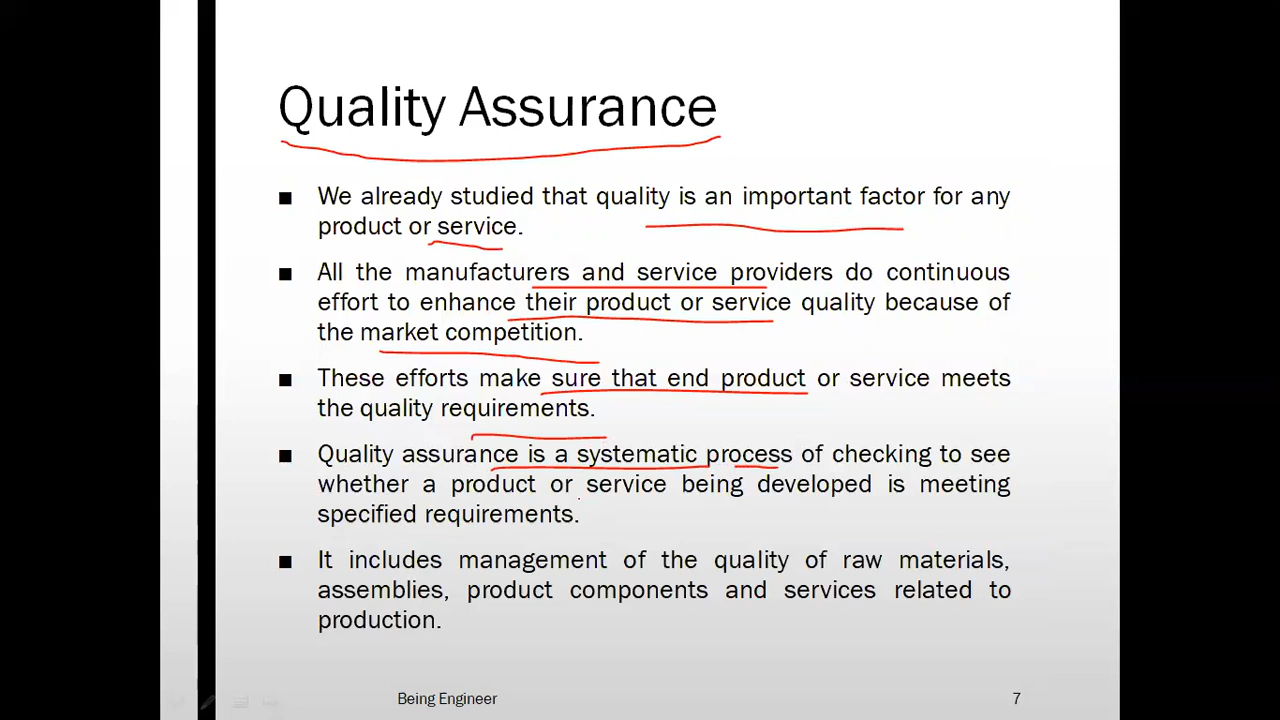 Quality Assurance
■ We already studied that quality is an important factor for any
product or service.
■ All the manufacturers and service providers do continuous
effort to enhance their product or service quality because of
the market competition.
■ These efforts make sure that end product or service meets
the quality requirements.
■ Quality assurance is a systematic process of checking to see
whether a product or service being developed is meeting
specified requirements.
■ It includes management of the quality of raw materials,
assemblies, product components and services related to
production.
Being Engineer 7